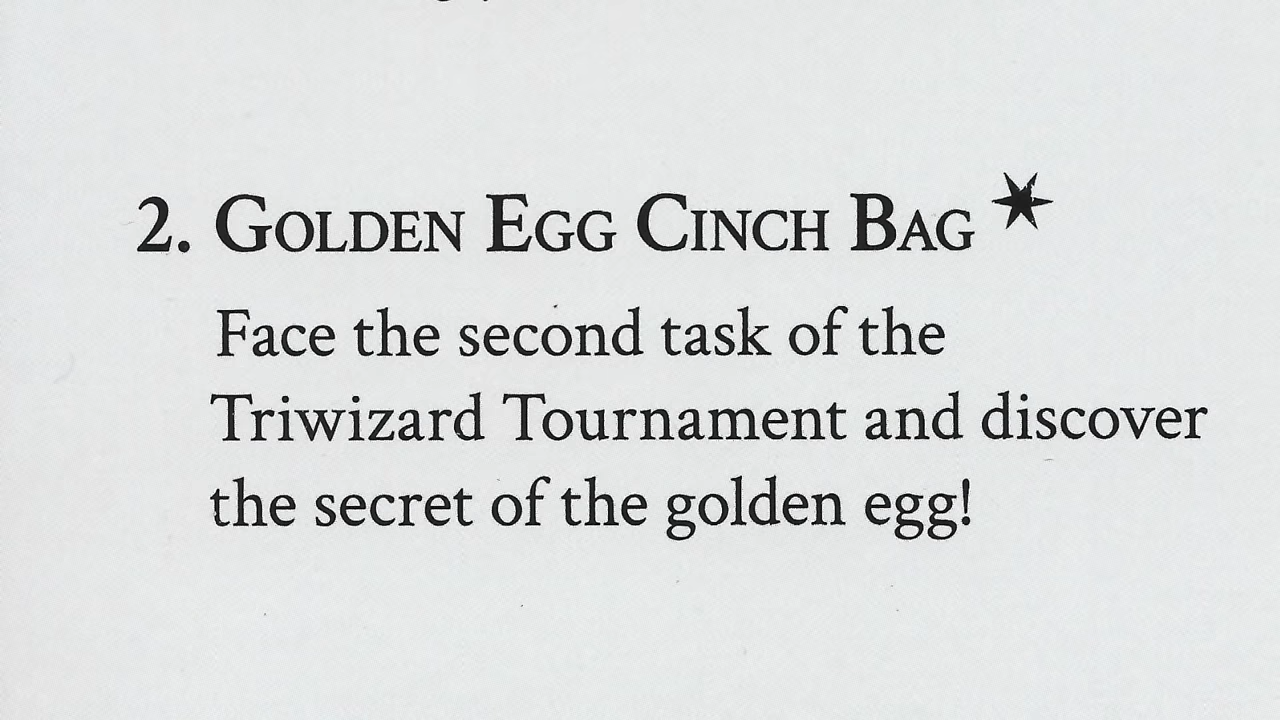 2. Golden Egg Cinch Bag ✶
Face the second task of the
Triwizard Tournament and discover
the secret of the golden egg!